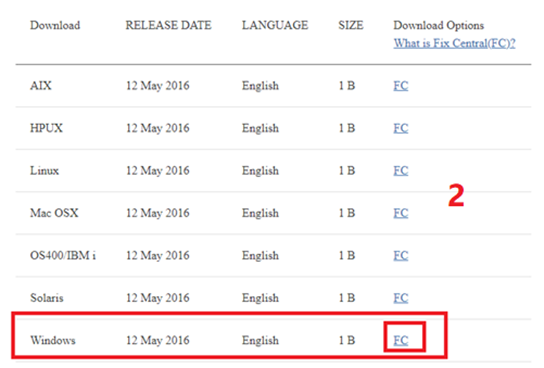 Download RELEASE DATE LANGUAGE SIZE Download Options
What is Fix Central(FC)?
AIX 12 May 2016 English 1 B FC
HPUX 12 May 2016 English 1 B FC
Linux 12 May 2016 English 1 B FC
2
Mac OSX 12 May 2016 English 1 B FC
OS400/IBM i 12 May 2016 English 1 B FC
Solaris 12 May 2016 English 1 B FC
Windows 12 May 2016 English 1 B FC